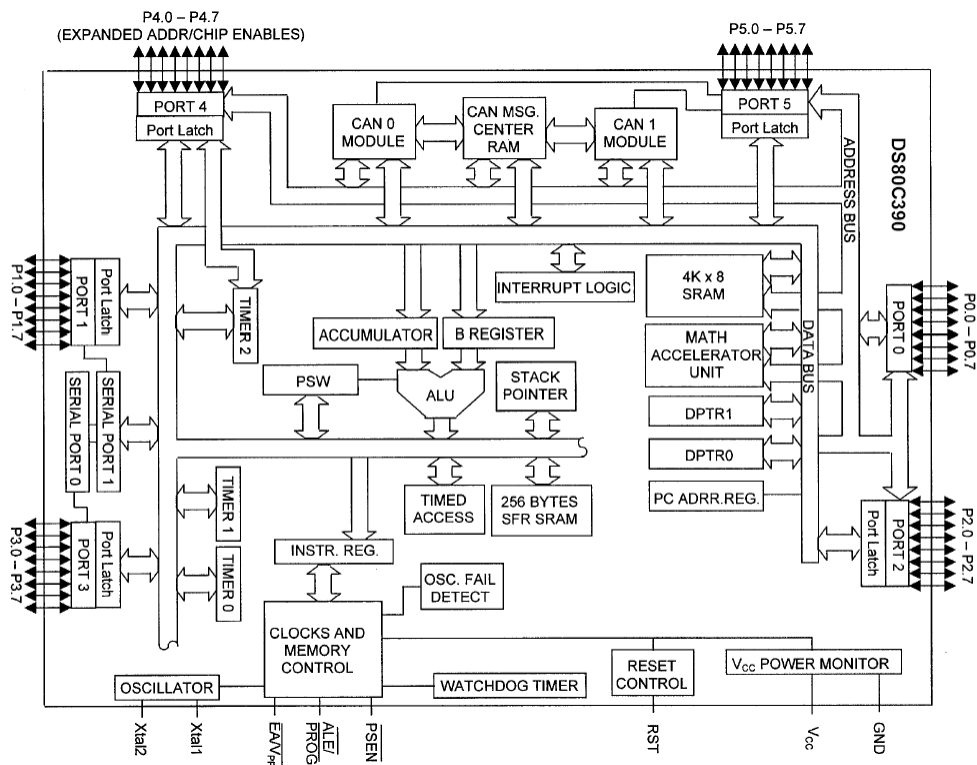 P4.0 – P4.7
(EXPANDED ADDR/CHIP ENABLES)
P5.0 – P5.7
PORT 4
Port Latch
CAN 0
MODULE
CAN MSG.
CENTER
RAM
CAN 1
MODULE
PORT 5
Port Latch
ADDRESS BUS
DS80C390
P1.0 – P1.7
PORT 1
Port Latch
TIMER 2
INTERRUPT LOGIC
4K x 8
SRAM
DATA BUS
PORT 0
P0.0 – P0.7
ACCUMULATOR
B REGISTER
MATH
ACCELERATOR
UNIT
PSW
ALU
STACK
POINTER
SERIAL PORT 0
SERIAL PORT 1
DPTR1
DPTR0
TIMER 1
TIMED
ACCESS
256 BYTES
SFR SRAM
PC ADRR.REG.
P3.0 – P3.7
PORT 3
Port Latch
TIMER 0
INSTR. REG.
OSC. FAIL
DETECT
Port Latch
PORT 2
P2.0 – P2.7
CLOCKS AND
MEMORY
CONTROL
OSCILLATOR
WATCHDOG TIMER
RESET
CONTROL
VCC POWER MONITOR
Xtal2
Xtal1
EA/VPP
ALE/
PROG
PSEN
RST
VCC
GND